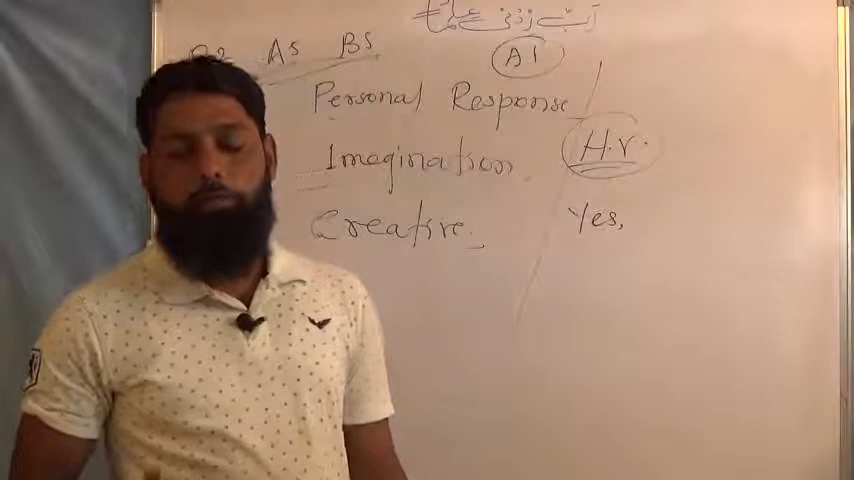 رَبِّ زِدْنِیْ عِلْمًا
As Bs
AI
Personal Response
Imagination
H.r.
Creative
Yes,